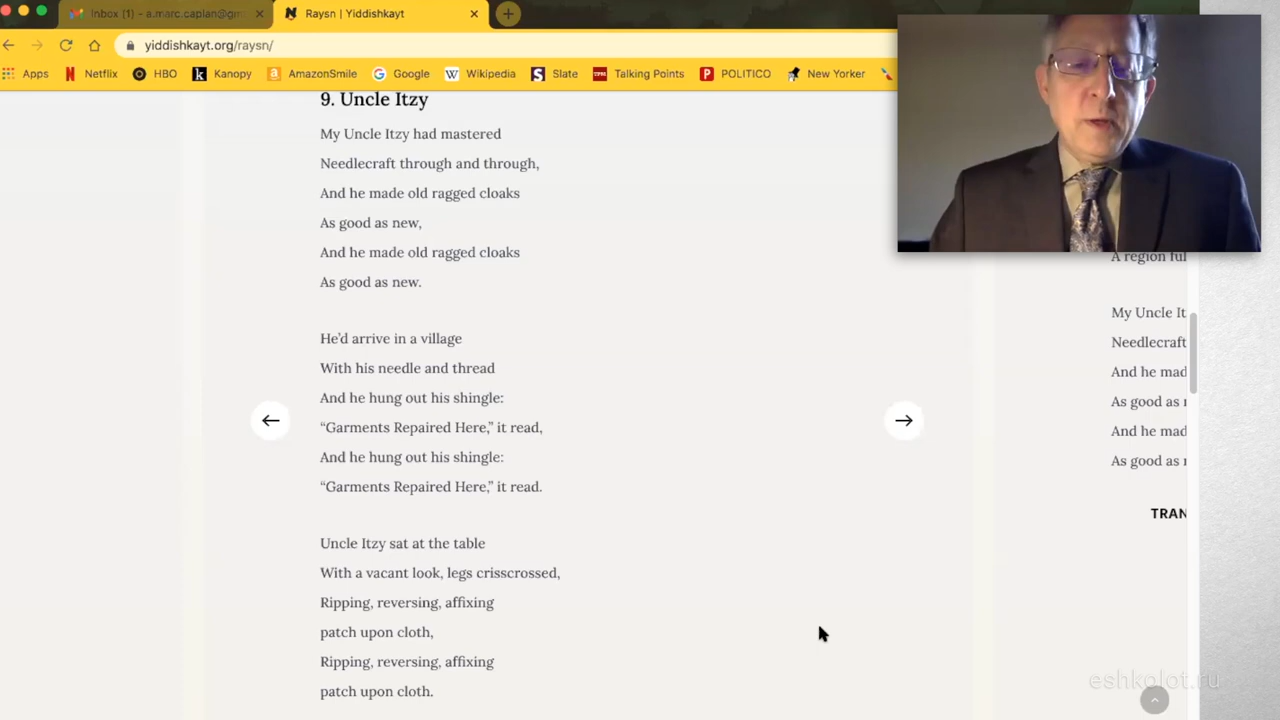 Inbox (1) - a.marc.caplan@gm
Raysn | Yiddishkayt
yiddishkayt.org/raysn/
Apps Netflix HBO Kanopy AmazonSmile Google Wikipedia Slate Talking Points POLITICO New Yorker
9. Uncle Itzy
My Uncle Itzy had mastered
Needlecraft through and through,
And he made old ragged cloaks
As good as new,
And he made old ragged cloaks
As good as new.
He’d arrive in a village
With his needle and thread
And he hung out his shingle:
“Garments Repaired Here,” it read,
And he hung out his shingle:
“Garments Repaired Here,” it read.
Uncle Itzy sat at the table
With a vacant look, legs crisscrossed,
Ripping, reversing, affixing
patch upon cloth,
Ripping, reversing, affixing
patch upon cloth.
A region ful
My Uncle It
Needlecraft
And he mad
As good as n
And he mad
As good as n
TRAN
eshkolot.ru